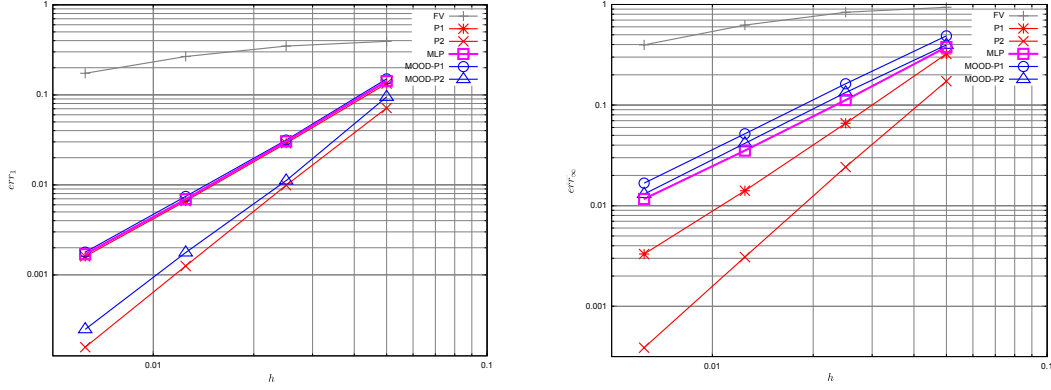 1
0.1
0.01
0.001
0.01
0.1
err₁
h
FV
P1
P2
MLP
MOOD-P1
MOOD-P2
1
0.1
0.01
0.001
0.01
0.1
err∞
h
FV
P1
P2
MLP
MOOD-P1
MOOD-P2